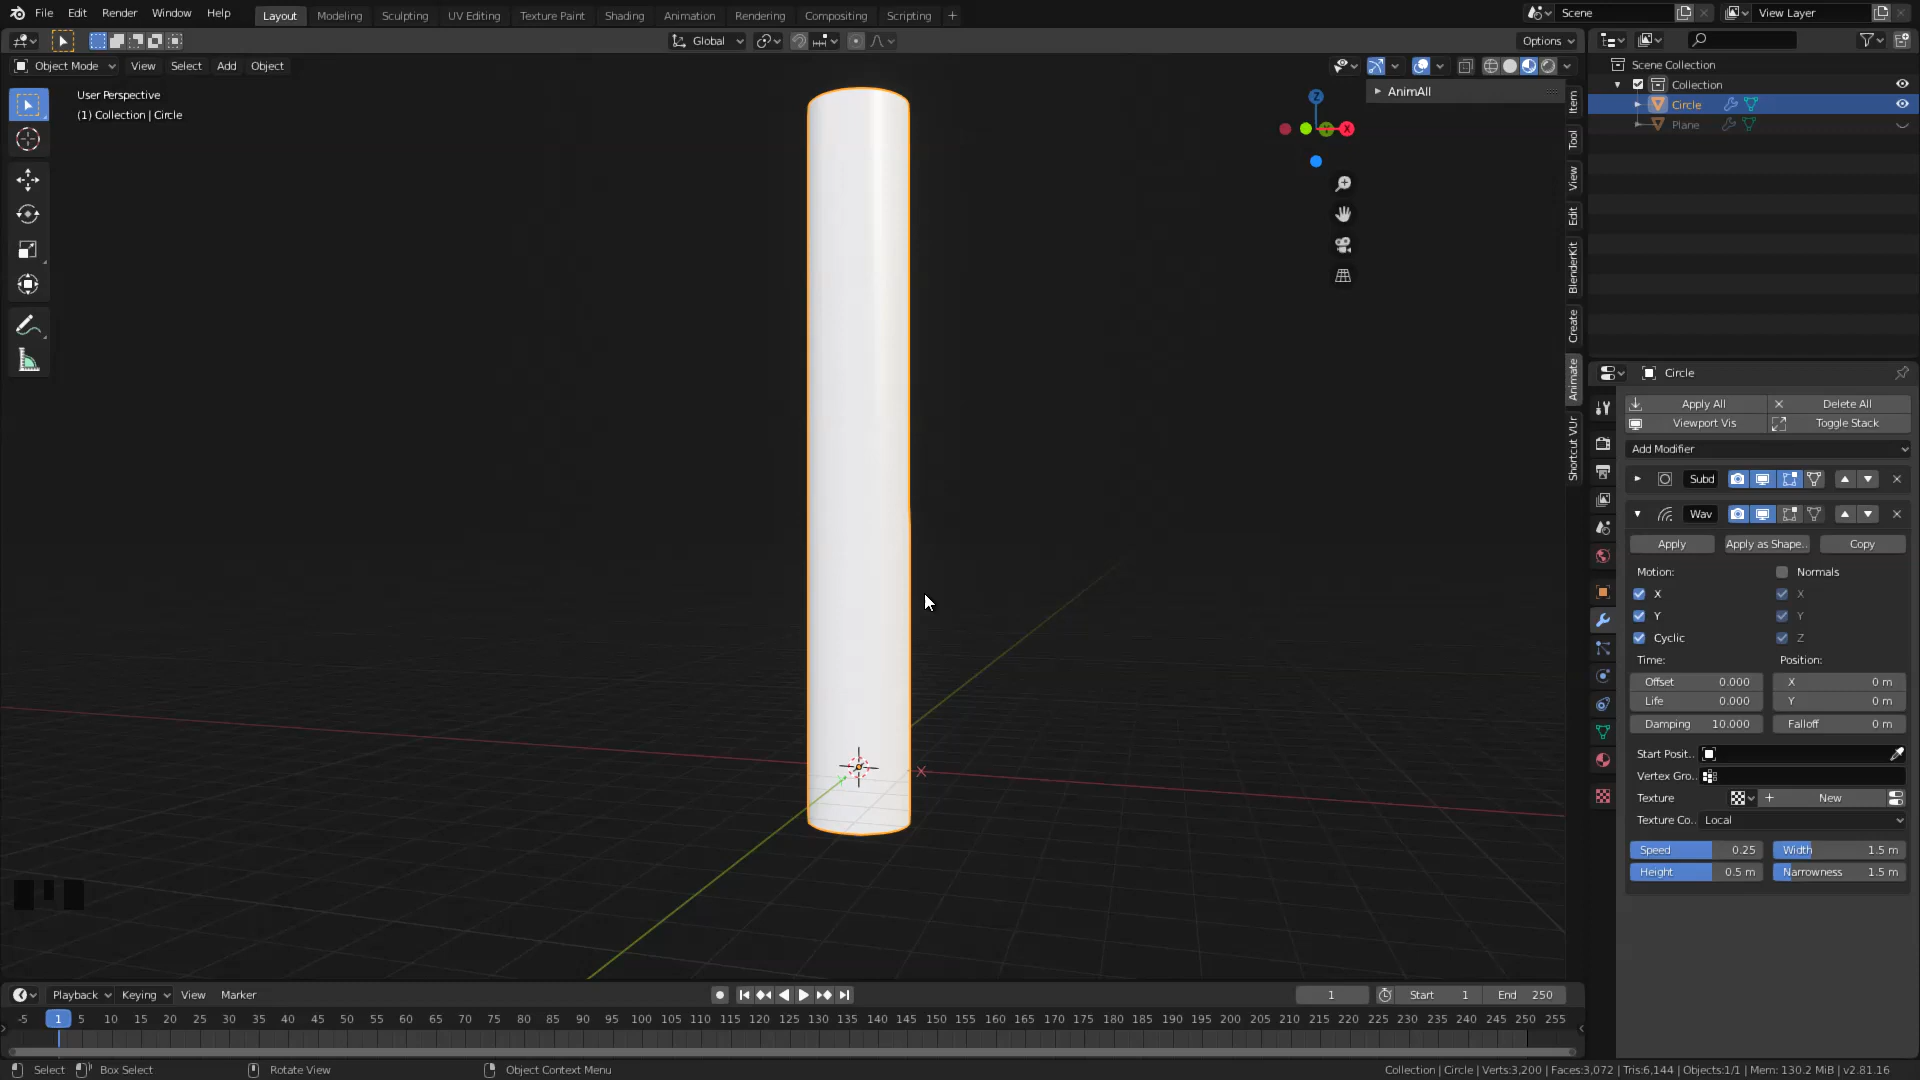 File Edit Render Window Help Layout Modeling Sculpting UV Editing Texture Paint Shading Animation Rendering Compositing Scripting + Scene View Layer
Global Options
Object Mode View Select Add Object
User Perspective
(1) Collection | Circle
AnimAll
Z
X
Item
Tool
View
Edit
BlenderKit
Create
Animate
Shortcut VUr
Scene Collection
Collection
Circle
Plane
Circle
Apply All Delete All
Viewport Vis Toggle Stack
Add Modifier
Subd
Wav
Apply Apply as Shape.. Copy
Motion: Normals
X X
Y Y
Cyclic Z
Time: Position:
Offset 0.000 X 0 m
Life 0.000 Y 0 m
Damping 10.000 Falloff 0 m
Start Posit..
Vertex Gro..
Texture New
Texture Co.. Local
Speed 0.25 Width 1.5 m
Height 0.5 m Narrowness 1.5 m
Playback Keying View Marker 1 Start 1 End 250
-5 1 5 10 15 20 25 30 35 40 45 50 55 60 65 70 75 80 85 90 95 100 105 110 115 120 125 130 135 140 145 150 155 160 165 170 175 180 185 190 195 200 205 210 215 220 225 230 235 240 245 250 255
Select Box Select Rotate View Object Context Menu Collection | Circle | Verts:3,200 | Faces:3,072 | Tris:6,144 | Objects:1/1 | Mem: 130.2 MiB | v2.81.16